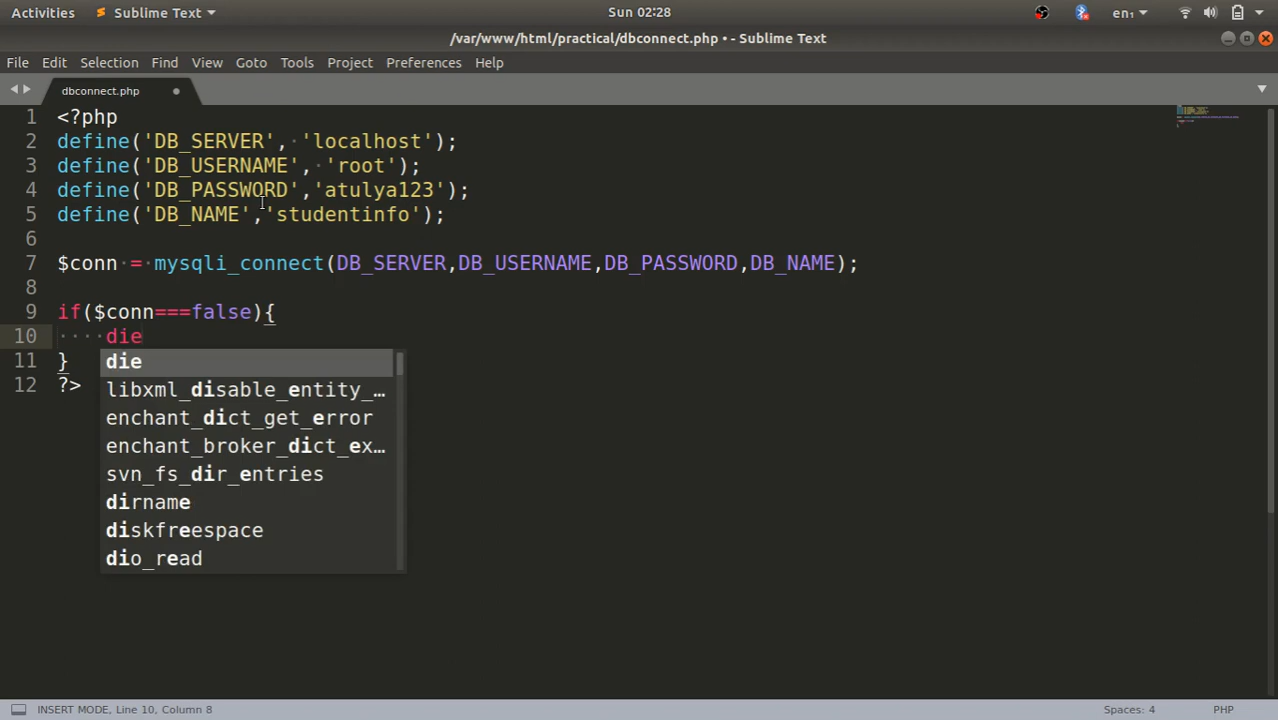 Activities Sublime Text Sun 02:28 en₁
/var/www/html/practical/dbconnect.php • - Sublime Text
File Edit Selection Find View Goto Tools Project Preferences Help
dbconnect.php
1 <?php
2 define('DB_SERVER', 'localhost');
3 define('DB_USERNAME', 'root');
4 define('DB_PASSWORD','atulya123');
5 define('DB_NAME','studentinfo');
6
7 $conn = mysqli_connect(DB_SERVER,DB_USERNAME,DB_PASSWORD,DB_NAME);
8
9 if($conn===false){
10 die
11 }
die
12 ?>
libxml_disable_entity_…
enchant_dict_get_error
enchant_broker_dict_ex…
svn_fs_dir_entries
dirname
diskfreespace
dio_read
INSERT MODE, Line 10, Column 8 Spaces: 4 PHP